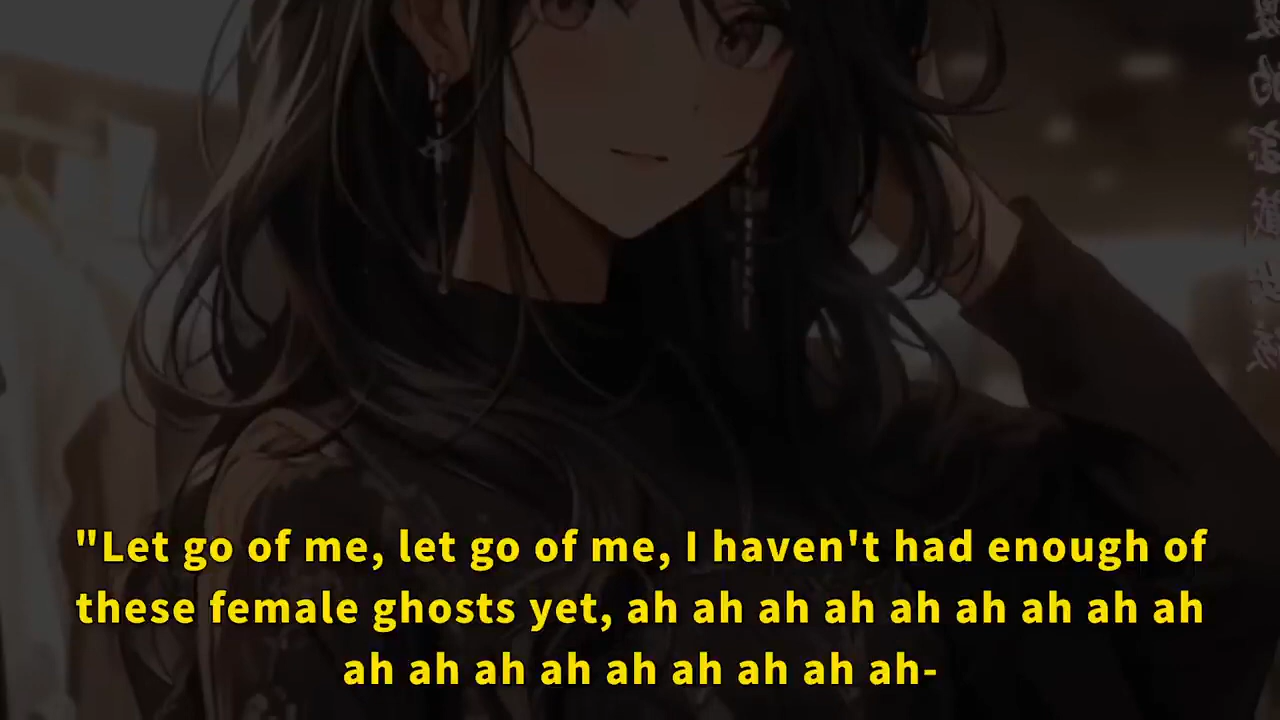 "Let go of me, let go of me, I haven't had enough of
these female ghosts yet, ah ah ah ah ah ah ah ah ah
ah ah ah ah ah ah ah ah ah-